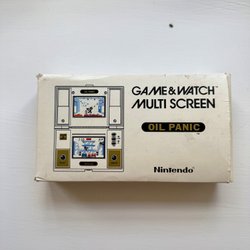 GAME & WATCH
MULTI SCREEN
OIL PANIC
Nintendo